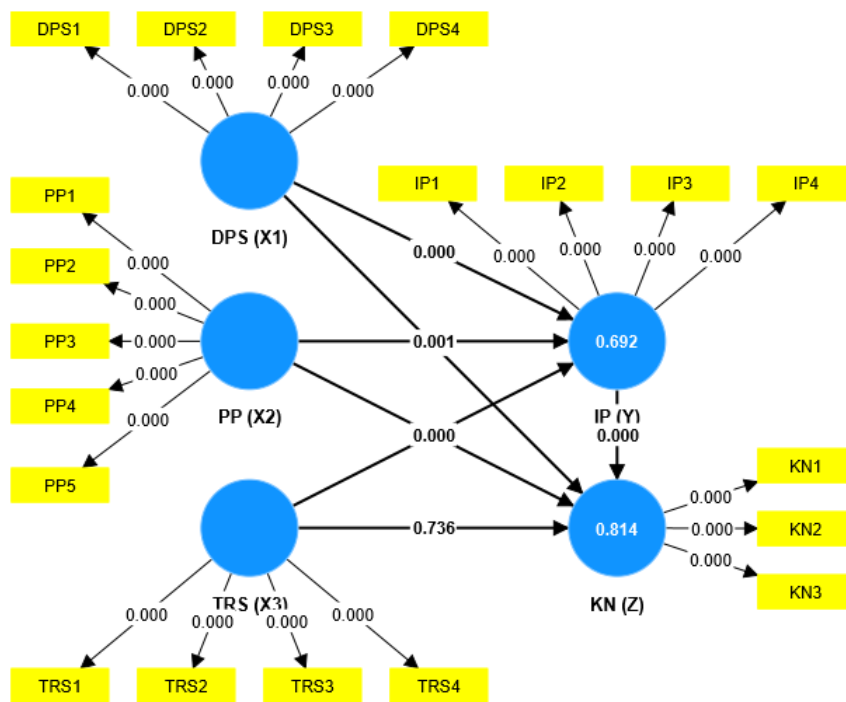 DPS1
DPS2
DPS3
DPS4
0.000
0.000
0.000
0.000
DPS (X1)
IP1
IP2
IP3
IP4
0.000
0.000
0.000
0.000
PP1
PP2
PP3
PP4
PP5
0.000
0.000
0.000
0.000
0.000
PP (X2)
0.000
0.001
0.000
0.736
0.692
IP (Y)
0.000
0.814
KN (Z)
0.000
0.000
0.000
KN1
KN2
KN3
TRS (X3)
0.000
0.000
0.000
0.000
TRS1
TRS2
TRS3
TRS4